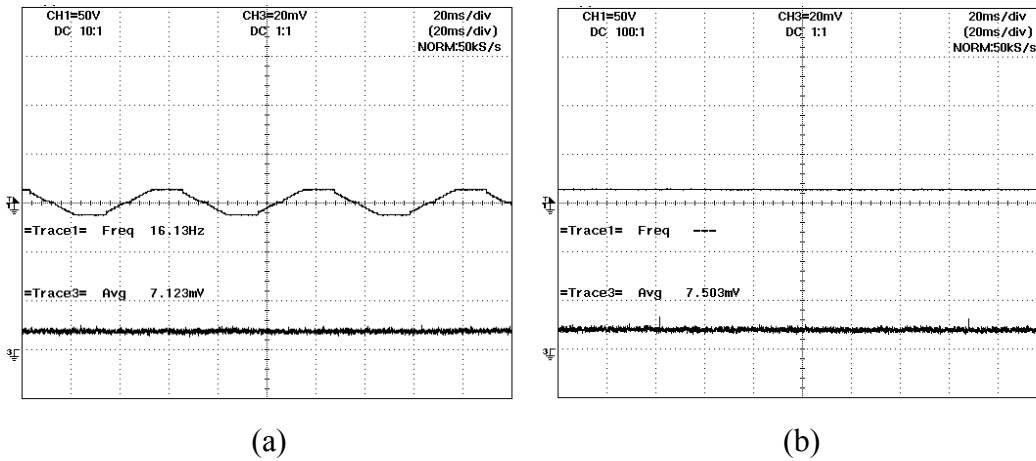 CH1=50V CH3=20mV 20ms/div
DC 10:1 DC 1:1 (20ms/div)
NORM:50kS/s
=Trace1= Freq 16.13Hz
=Trace3= Avg 7.123mV
3
(a)
CH1=50V CH3=20mV 20ms/div
DC 100:1 DC 1:1 (20ms/div)
NORM:50kS/s
=Trace1= Freq ---
=Trace3= Avg 7.503mV
3
(b)